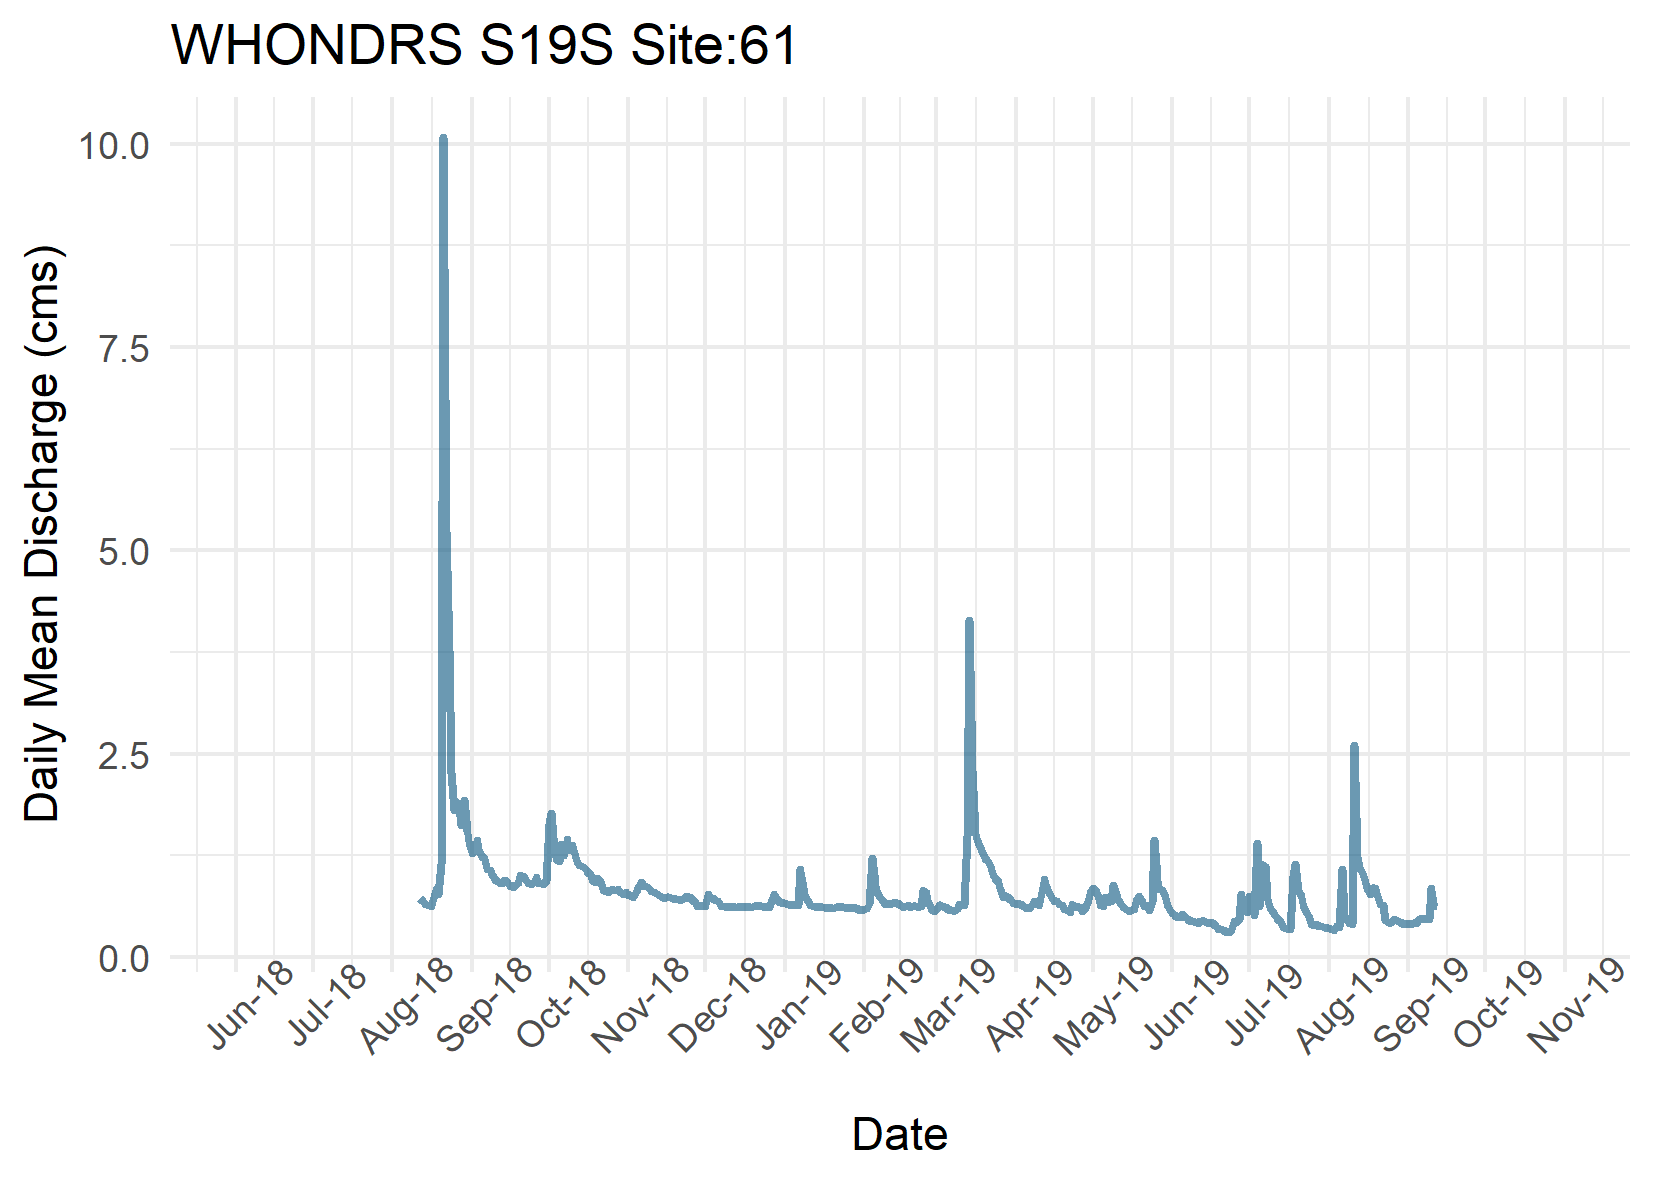 WHONDRS S19S Site:61
Daily Mean Discharge (cms)
10.0
7.5
5.0
2.5
0.0
Jun-18
Jul-18
Aug-18
Sep-18
Oct-18
Nov-18
Dec-18
Jan-19
Feb-19
Mar-19
Apr-19
May-19
Jun-19
Jul-19
Aug-19
Sep-19
Oct-19
Nov-19
Date